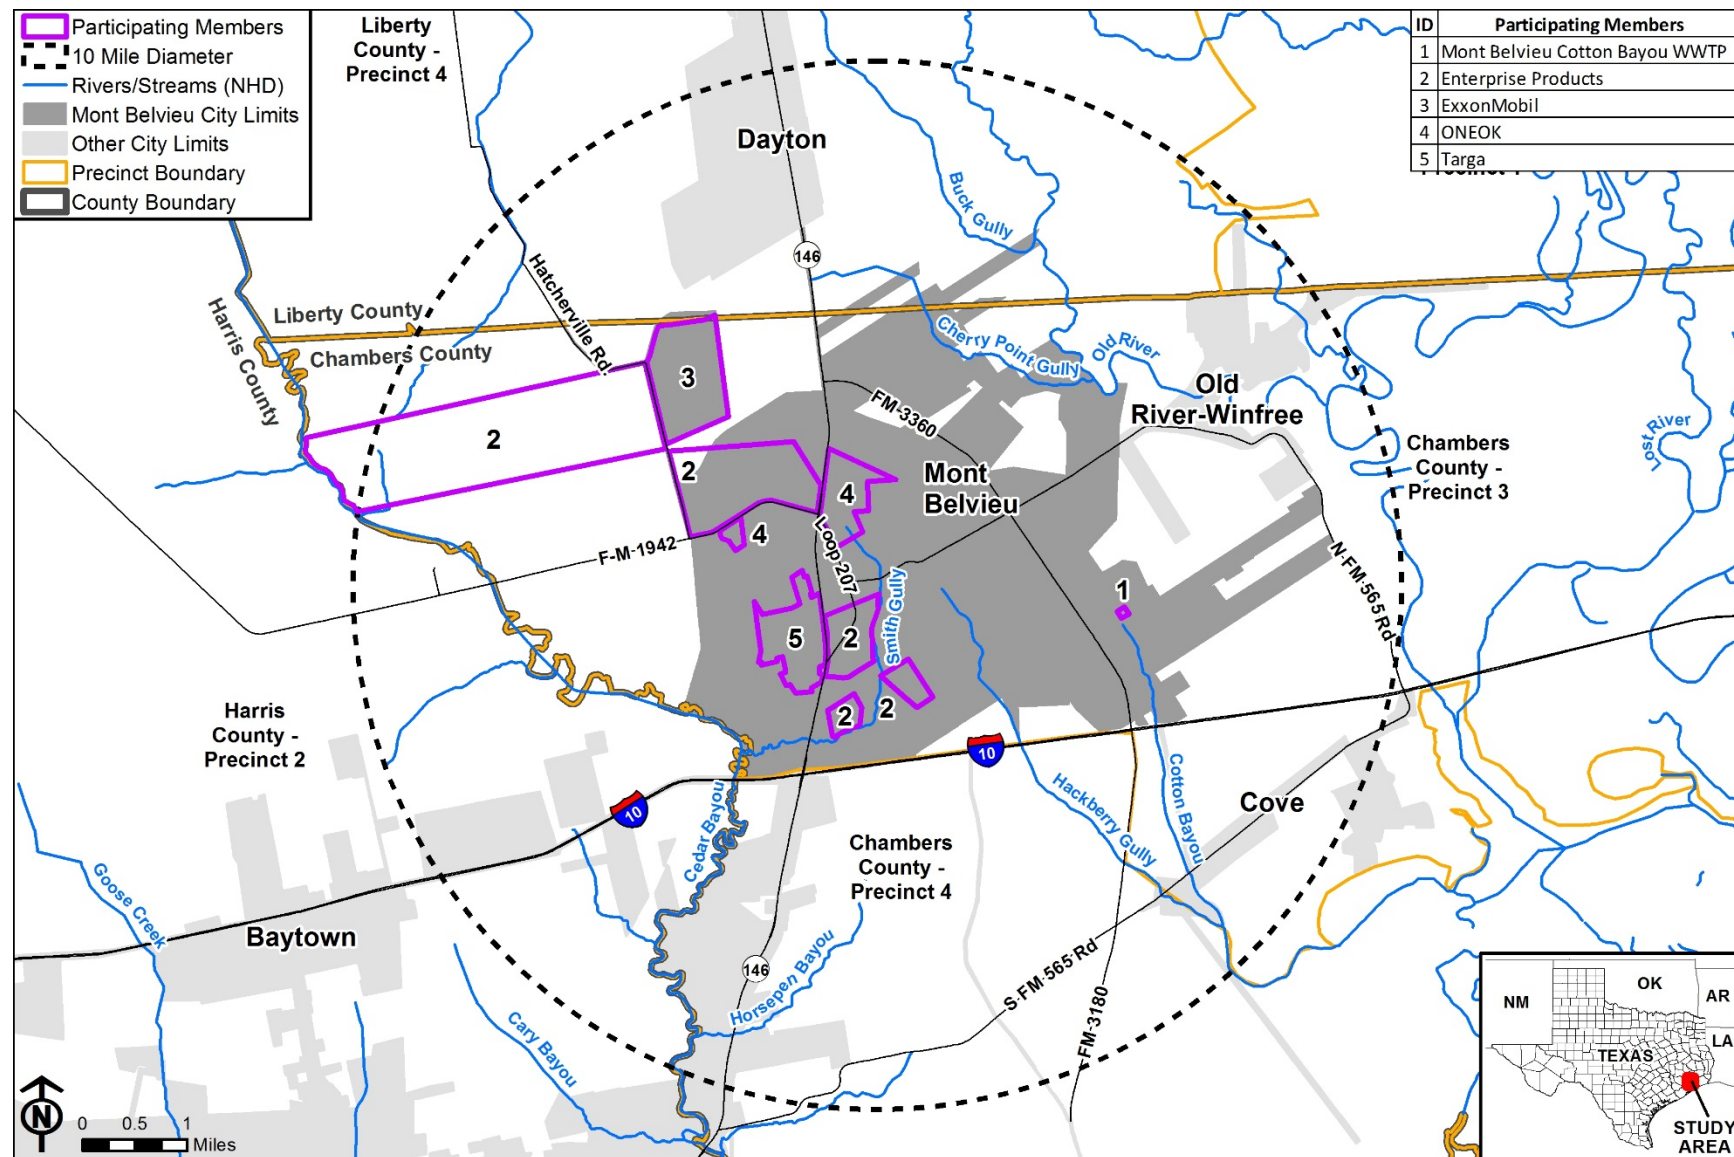 Participating Members
10 Mile Diameter
Rivers/Streams (NHD)
Mont Belvieu City Limits
Other City Limits
Precinct Boundary
County Boundary
ID Participating Members
1 Mont Belvieu Cotton Bayou WWTP
2 Enterprise Products
3 ExxonMobil
4 ONEOK
5 Targa
Liberty
County -
Precinct 4
Dayton
146
Buck Gully
Hatcherville Rd.
Liberty County
Chambers County
Harris County
Cherry Point Gully
Old River
Old
River-Winfree
FM-3360
3
2
2
4
4
Mont
Belvieu
Chambers
County -
Precinct 3
Lost River
F-M-1942
Loop 207
Smith Gully
N-FM-565 Rd
1
5
2
2
2
Harris
County -
Precinct 2
10
10
Cedar Bayou
Hackberry Gully
Cotton Bayou
Cove
Chambers
County -
Precinct 4
Goose Creek
Baytown
146
Horsepen Bayou
Cary Bayou
S-FM-565 Rd
FM-3180
N
0 0.5 1
Miles
NM
OK
AR
LA
TEXAS
STUDY
AREA